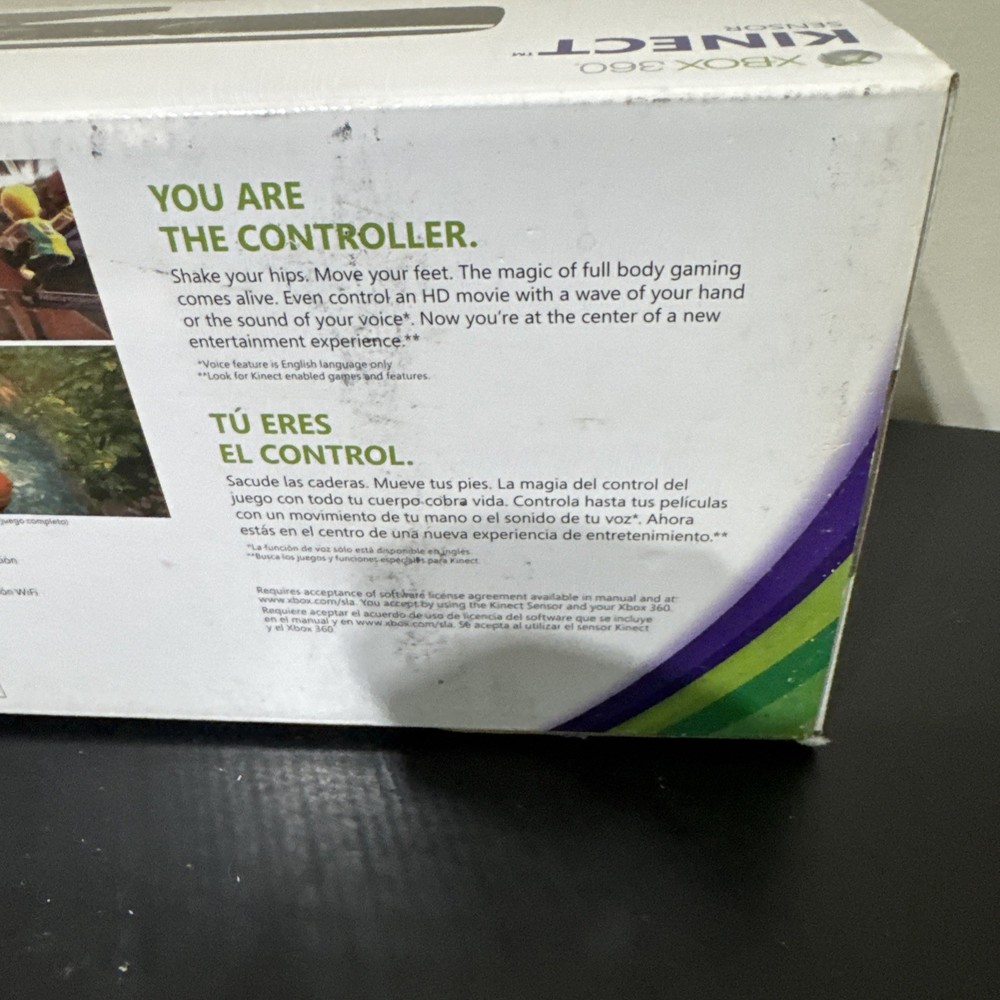 XBOX 360
KINECT™
SENSOR
YOU ARE
THE CONTROLLER.
Shake your hips. Move your feet. The magic of full body gaming
comes alive. Even control an HD movie with a wave of your hand
or the sound of your voice*. Now you're at the center of a new
entertainment experience.**
*Voice feature is English language only
**Look for Kinect enabled games and features.
TÚ ERES
EL CONTROL.
Sacude las caderas. Mueve tus pies. La magia del control del
juego con todo tu cuerpo cobra vida. Controla hasta tus películas
con un movimiento de tu mano o el sonido de tu voz*. Ahora
estás en el centro de una nueva experiencia de entretenimiento.**
*La función de voz sólo está disponible en inglés.
**Busca los juegos y funciones especiales para Kinect.
juego completo)
ión WiFi
Requires acceptance of software license agreement available in manual and at:
www.xbox.com/sla. You accept by using the Kinect Sensor and your Xbox 360.
Requiere aceptar el acuerdo de uso de licencia del software que se incluye
en el manual y en www.xbox.com/sla. Se acepta al utilizar el sensor Kinect
y el Xbox 360.